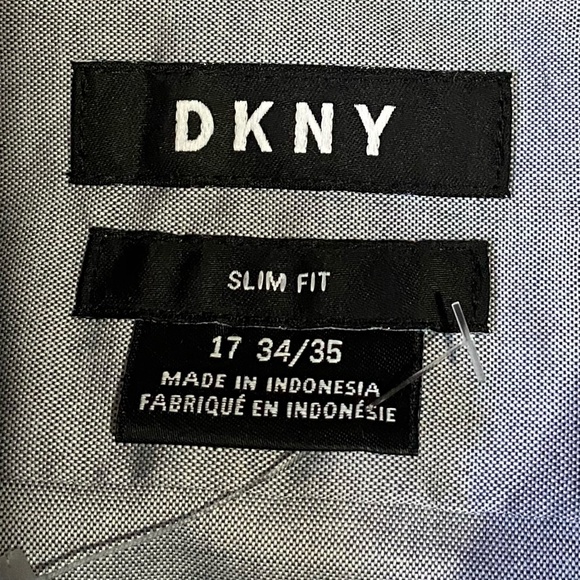 DKNY
SLIM FIT
17 34/35
MADE IN INDONESIA
FABRIQUÉ EN INDONÉSIE